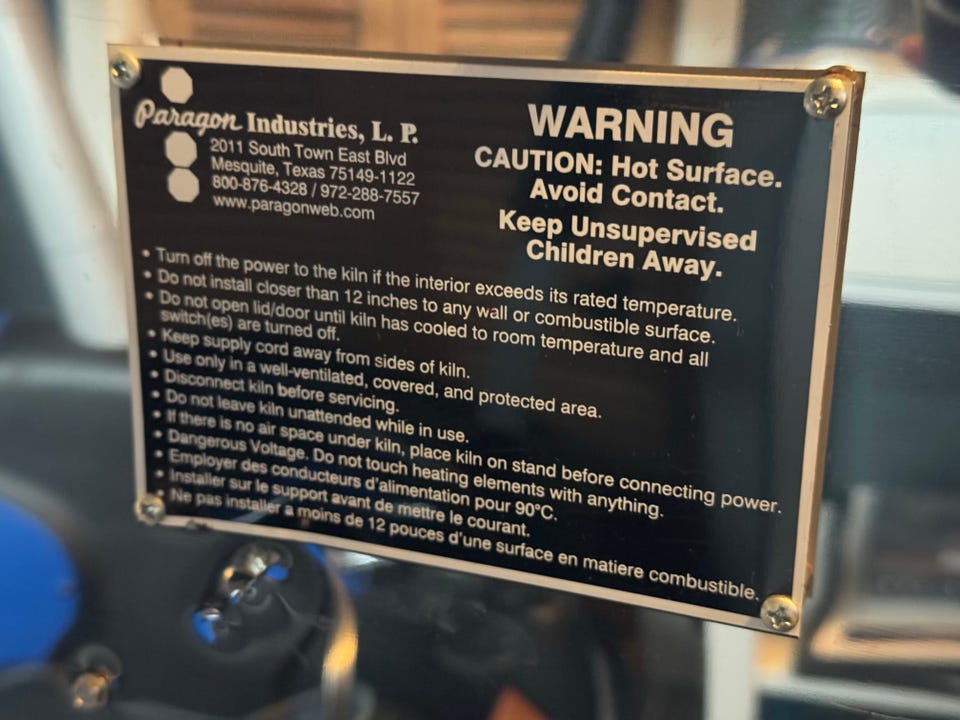 Paragon Industries, L. P.
2011 South Town East Blvd
Mesquite, Texas 75149-1122
800-876-4328 / 972-288-7557
www.paragonweb.com
WARNING
CAUTION: Hot Surface.
Avoid Contact.
Keep Unsupervised
Children Away.
• Turn off the power to the kiln if the interior exceeds its rated temperature.
• Do not install closer than 12 inches to any wall or combustible surface.
• Do not open lid/door until kiln has cooled to room temperature and all
switch(es) are turned off.
• Keep supply cord away from sides of kiln.
• Use only in a well-ventilated, covered, and protected area.
• Disconnect kiln before servicing.
• Do not leave kiln unattended while in use.
• If there is no air space under kiln, place kiln on stand before connecting power.
• Dangerous Voltage. Do not touch heating elements with anything.
• Employer des conducteurs d'alimentation pour 90°C.
• Installer sur le support avant de mettre le courant.
• Ne pas installer a moins de 12 pouces d'une surface en matiere combustible.